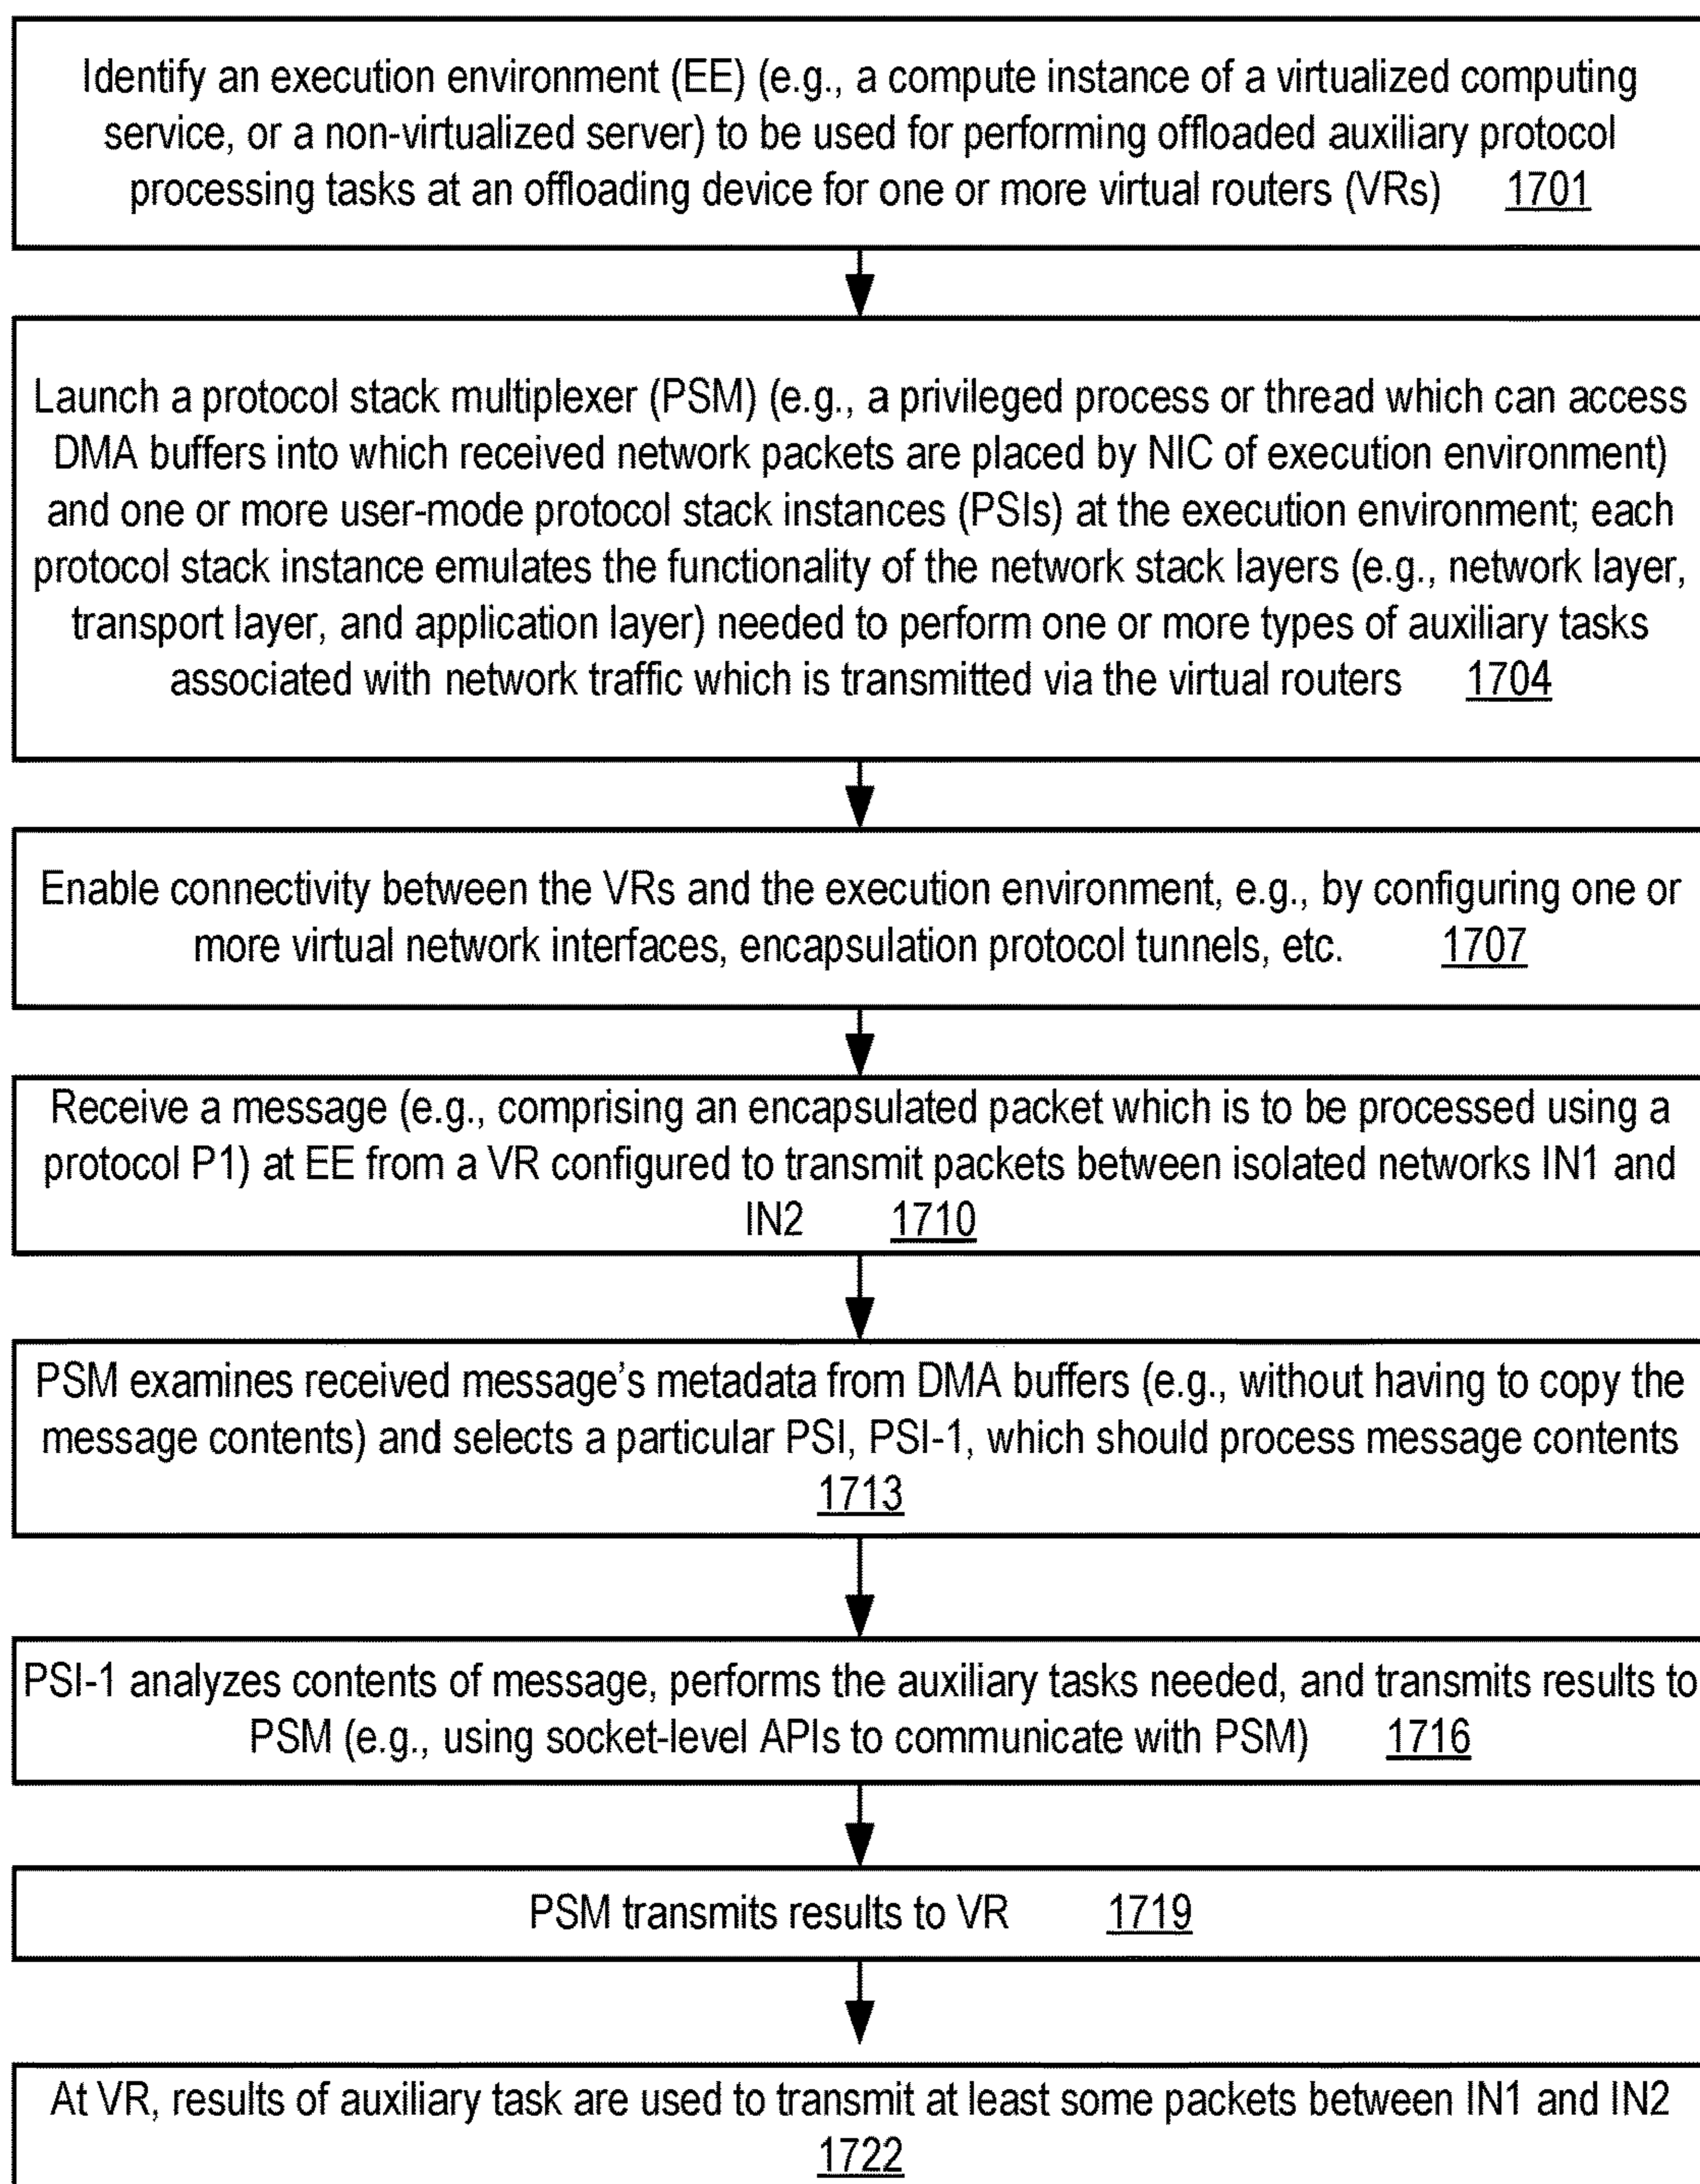 Identify an execution environment (EE) (e.g., a compute instance of a virtualized computing
service, or a non-virtualized server) to be used for performing offloaded auxiliary protocol
processing tasks at an offloading device for one or more virtual routers (VRs) 1701
Launch a protocol stack multiplexer (PSM) (e.g., a privileged process or thread which can access
DMA buffers into which received network packets are placed by NIC of execution environment)
and one or more user-mode protocol stack instances (PSIs) at the execution environment; each
protocol stack instance emulates the functionality of the network stack layers (e.g., network layer,
transport layer, and application layer) needed to perform one or more types of auxiliary tasks
associated with network traffic which is transmitted via the virtual routers 1704
Enable connectivity between the VRs and the execution environment, e.g., by configuring one or
more virtual network interfaces, encapsulation protocol tunnels, etc. 1707
Receive a message (e.g., comprising an encapsulated packet which is to be processed using a
protocol P1) at EE from a VR configured to transmit packets between isolated networks IN1 and
IN2 1710
PSM examines received message's metadata from DMA buffers (e.g., without having to copy the
message contents) and selects a particular PSI, PSI-1, which should process message contents
1713
PSI-1 analyzes contents of message, performs the auxiliary tasks needed, and transmits results to
PSM (e.g., using socket-level APIs to communicate with PSM) 1716
PSM transmits results to VR 1719
At VR, results of auxiliary task are used to transmit at least some packets between IN1 and IN2
1722